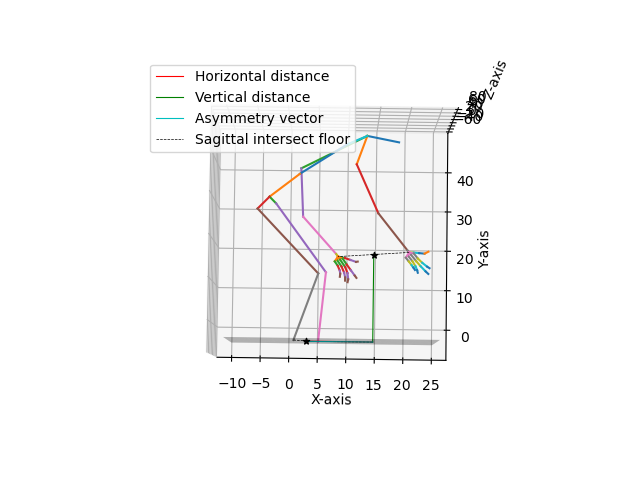 Horizontal distance
Vertical distance
Asymmetry vector
Sagittal intersect floor
Z-axis
Y-axis
40
30
20
10
0
−10 −5 0 5 10 15 20 25
X-axis